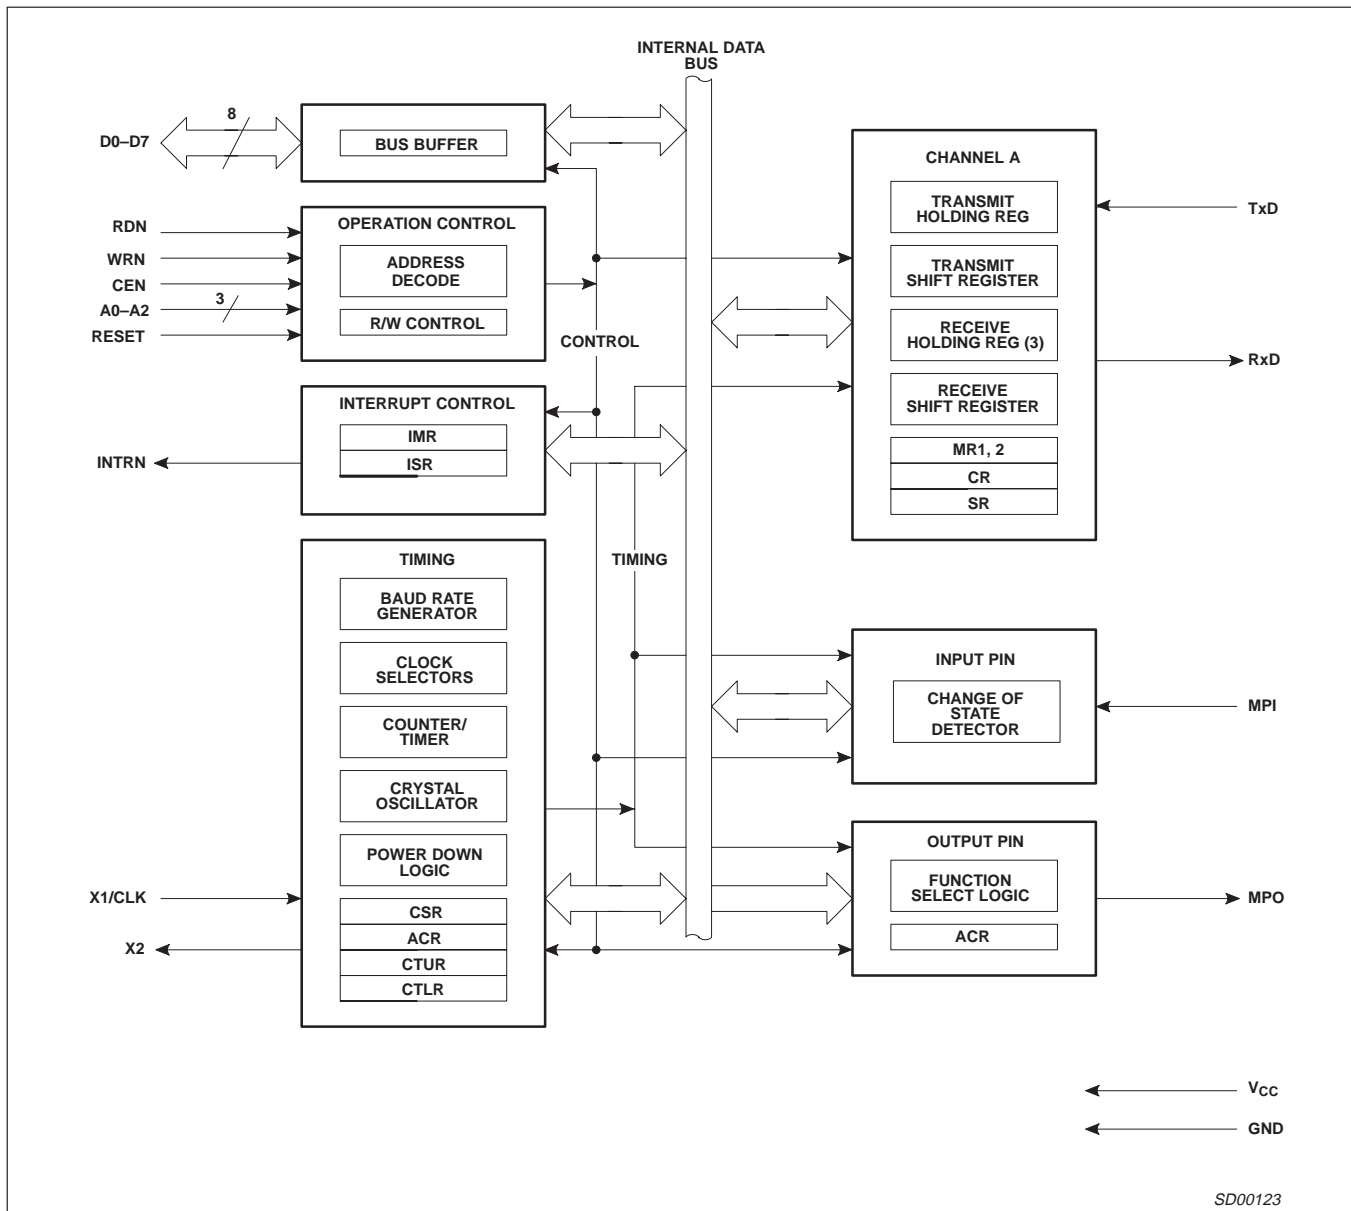 INTERNAL DATA
BUS
D0–D7
8
BUS BUFFER
RDN
WRN
CEN
A0–A2
3
RESET
OPERATION CONTROL
ADDRESS
DECODE
R/W CONTROL
CONTROL
INTERRUPT CONTROL
IMR
ISR
INTRN
TIMING
BAUD RATE
GENERATOR
CLOCK
SELECTORS
COUNTER/
TIMER
CRYSTAL
OSCILLATOR
POWER DOWN
LOGIC
CSR
ACR
CTUR
CTLR
X1/CLK
X2
TIMING
CHANNEL A
TRANSMIT
HOLDING REG
TRANSMIT
SHIFT REGISTER
RECEIVE
HOLDING REG (3)
RECEIVE
SHIFT REGISTER
MR1, 2
CR
SR
TxD
RxD
INPUT PIN
CHANGE OF
STATE
DETECTOR
MPI
OUTPUT PIN
FUNCTION
SELECT LOGIC
ACR
MPO
VCC
GND
SD00123